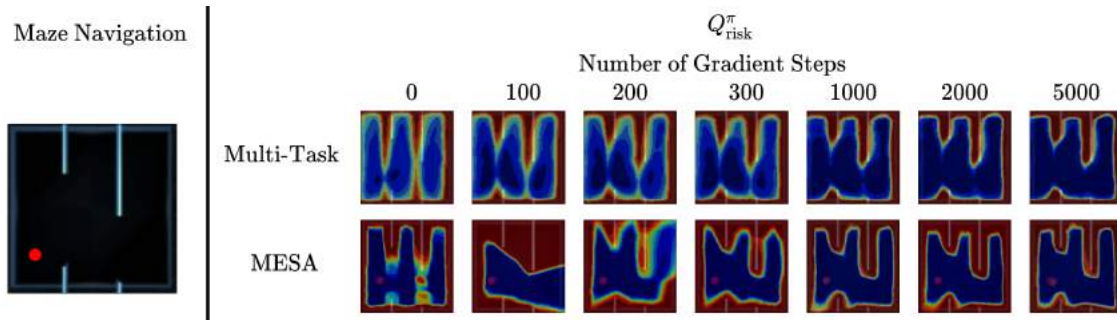 Maze Navigation
Q^π_risk
Number of Gradient Steps
0 100 200 300 1000 2000 5000
Multi-Task
MESA